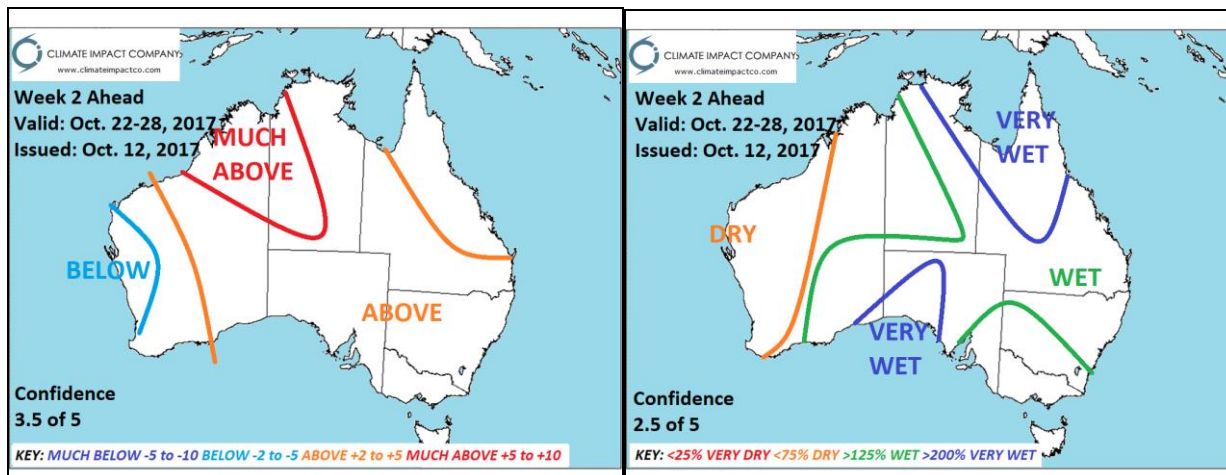 CLIMATE IMPACT COMPANY
www.climateimpactco.com
Week 2 Ahead
Valid: Oct. 22-28, 2017
Issued: Oct. 12, 2017
MUCH
ABOVE
BELOW
ABOVE
Confidence
3.5 of 5
KEY: MUCH BELOW -5 to -10 BELOW -2 to -5 ABOVE +2 to +5 MUCH ABOVE +5 to +10
CLIMATE IMPACT COMPANY
www.climateimpactco.com
Week 2 Ahead
Valid: Oct. 22-28, 2017
Issued: Oct. 12, 2017
VERY
WET
DRY
WET
VERY
WET
Confidence
2.5 of 5
KEY: <25% VERY DRY <75% DRY >125% WET >200% VERY WET